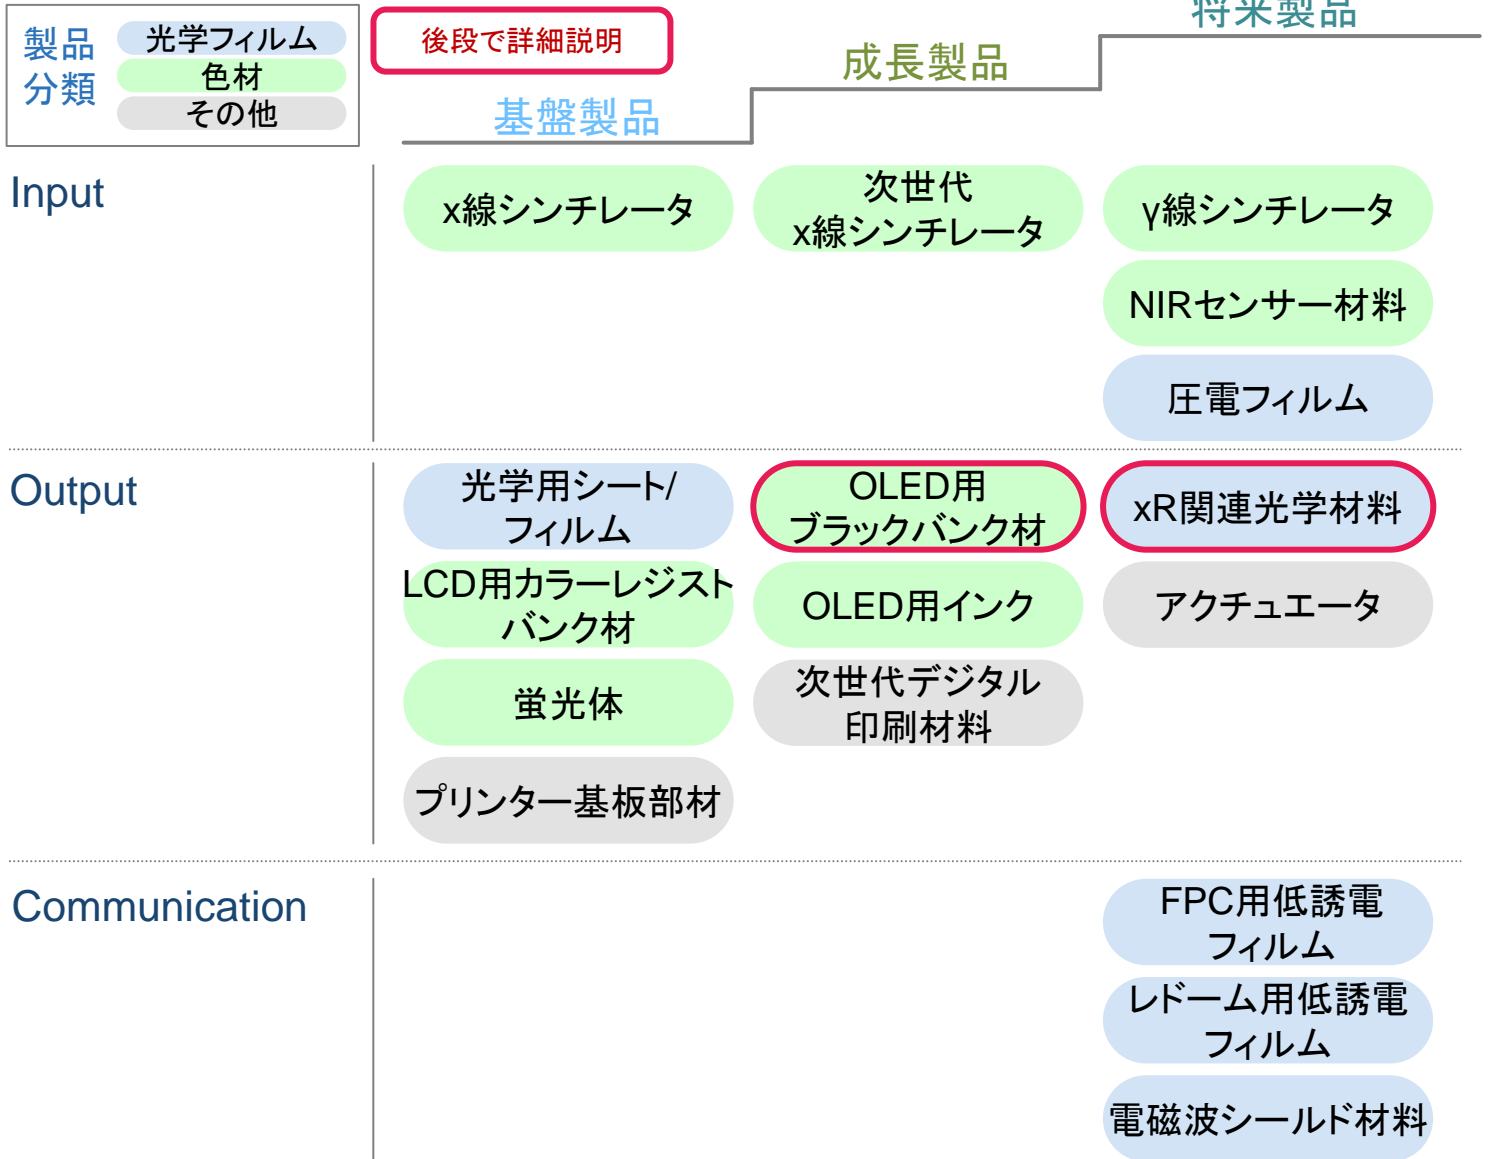 製品
分類
光学フィルム
色材
その他
後段で詳細説明
基盤製品
成長製品
将来製品
Input
x線シンチレータ
次世代
x線シンチレータ
γ線シンチレータ
NIRセンサー材料
圧電フィルム
Output
光学用シート/
フィルム
OLED用
ブラックバンク材
xR関連光学材料
LCD用カラーレジスト
バンク材
OLED用インク
アクチュエータ
蛍光体
次世代デジタル
印刷材料
プリンター基板部材
Communication
FPC用低誘電
フィルム
レドーム用低誘電
フィルム
電磁波シールド材料